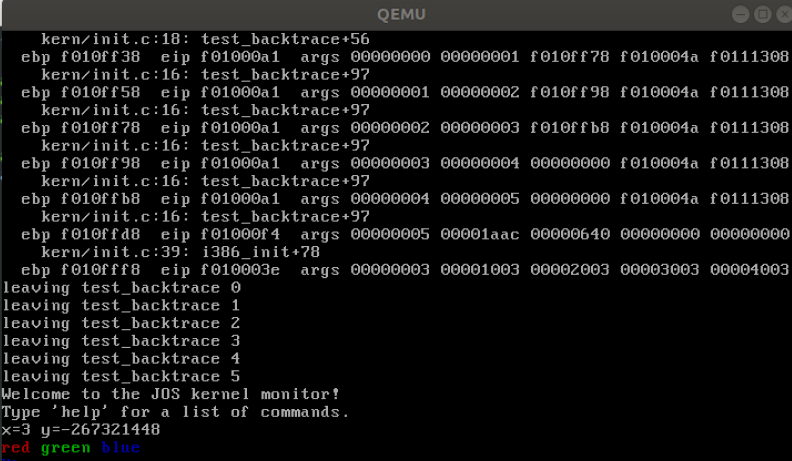 QEMU
kern/init.c:18: test_backtrace+56
ebp f010ff38 eip f01000a1 args 00000000 00000001 f010ff78 f010004a f0111308
kern/init.c:16: test_backtrace+97
ebp f010ff58 eip f01000a1 args 00000001 00000002 f010ff98 f010004a f0111308
kern/init.c:16: test_backtrace+97
ebp f010ff78 eip f01000a1 args 00000002 00000003 f010ffb8 f010004a f0111308
kern/init.c:16: test_backtrace+97
ebp f010ff98 eip f01000a1 args 00000003 00000004 00000000 f010004a f0111308
kern/init.c:16: test_backtrace+97
ebp f010ffb8 eip f01000a1 args 00000004 00000005 00000000 f010004a f0111308
kern/init.c:16: test_backtrace+97
ebp f010ffd8 eip f01000f4 args 00000005 00001aac 00000640 00000000 00000000
kern/init.c:39: i386_init+78
ebp f010fff8 eip f010003e args 00000003 00001003 00002003 00003003 00004003
leaving test_backtrace 0
leaving test_backtrace 1
leaving test_backtrace 2
leaving test_backtrace 3
leaving test_backtrace 4
leaving test_backtrace 5
Welcome to the JOS kernel monitor!
Type 'help' for a list of commands.
x=3 y=-267321448
red green blue